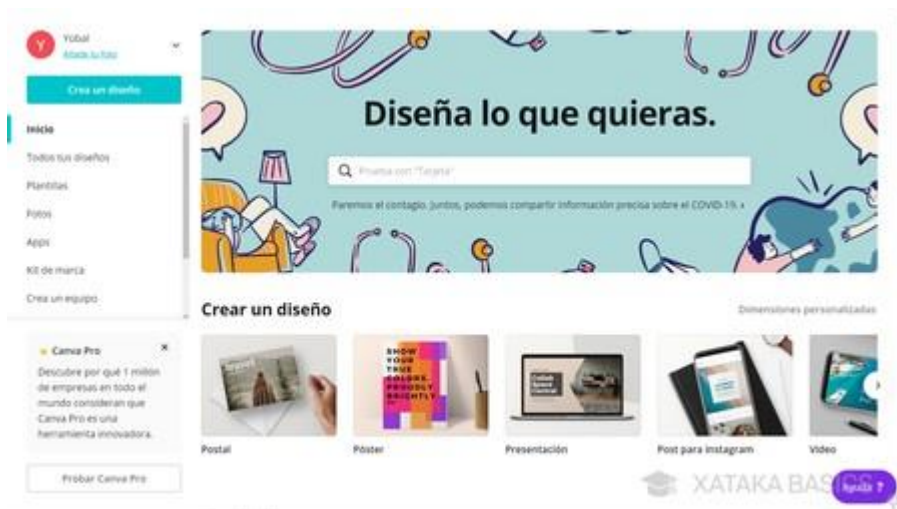 Y
Yúbal
Añade tu foto
Crea un diseño
Inicio
Todos tus diseños
Plantillas
Fotos
Apps
Kit de marca
Crea un equipo
Canva Pro
Descubre por qué 1 millón
de empresas en todo el
mundo consideran que
Canva Pro es una
herramienta innovadora.
Probar Canva Pro
Diseña lo que quieras.
Prueba con "Tarjeta"
Paremos el contagio. Juntos, podemos compartir información precisa sobre el COVID-19. ›
Crear un diseño
Dimensiones personalizadas
SHOW
YOUR
TRUE
COLORS.
PROUDLY
BRIGHTLY
Postal
Póster
Presentación
Post para Instagram
Video
XATAKA BASICS
Ayuda ?